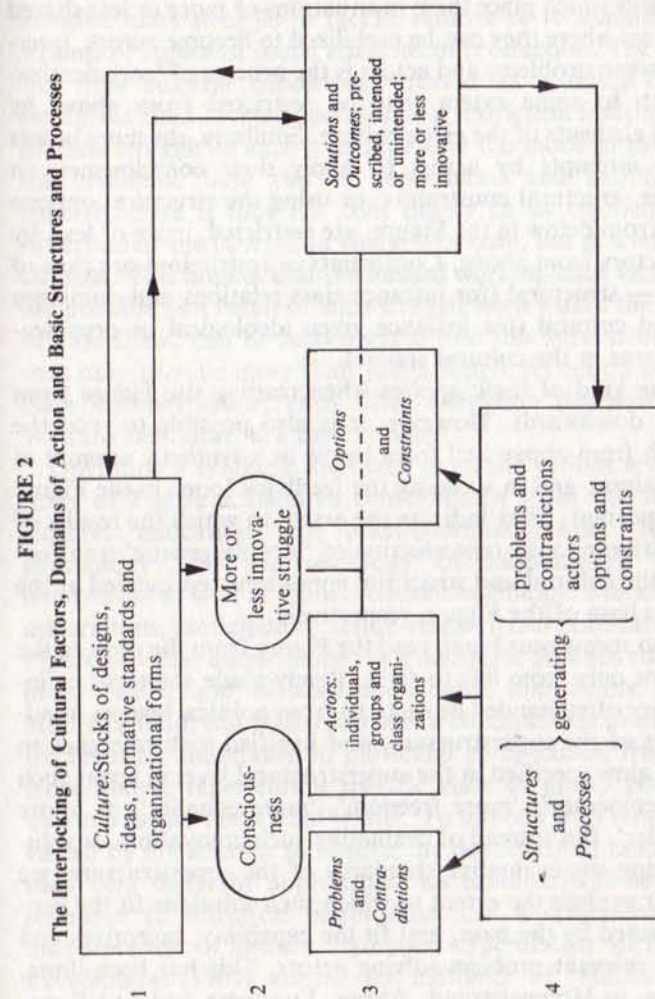 FIGURE 2
The Interlocking of Cultural Factors, Domains of Action and Basic Structures and Processes
1
Culture: Stocks of designs,
ideas, normative standards and
organizational forms
2
Conscious-
ness
More or
less innova-
tive struggle
Solutions and
Outcomes; pre-
scribed, intended
or unintended;
more or less
innovative
3
Problems
and
Contra-
dictions
Actors:
individuals,
groups and
class organi-
zations
Options
and
Constraints
4
Structures
and
Processes
generating
problems and
contradictions
actors
options and
constraints